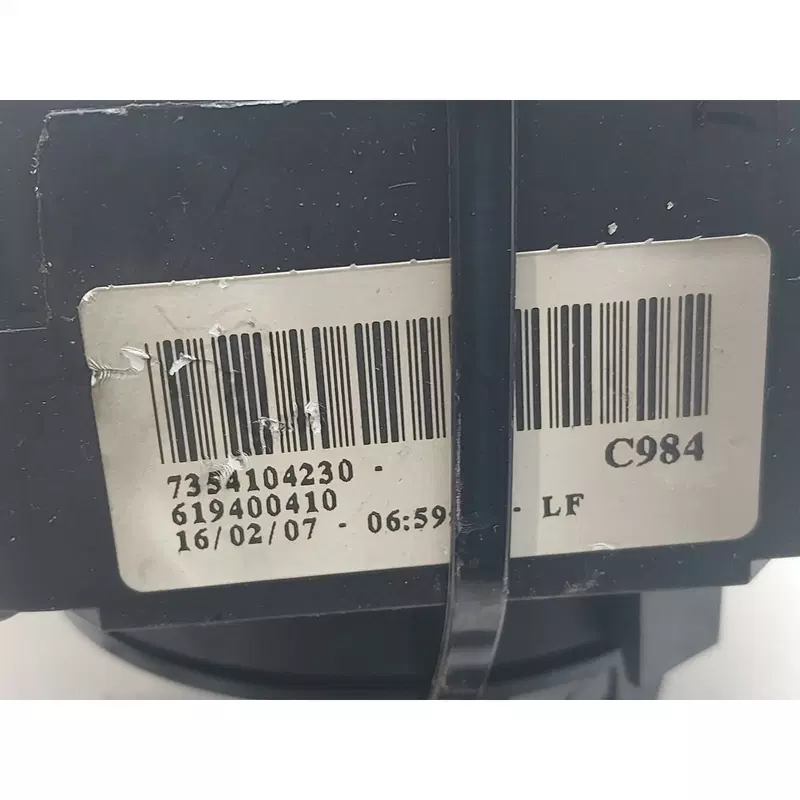 7354104230 -
C984
619400410
16/02/07 - 06:59 - LF